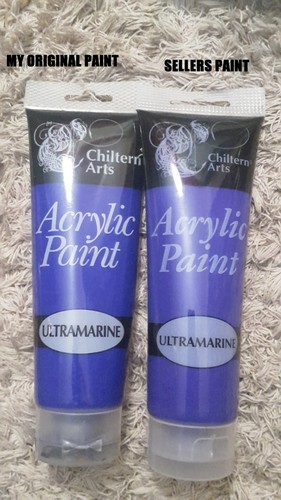 MY ORIGINAL PAINT
SELLERS PAINT
Chiltern
Arts
Acrylic
Paint
ULTRAMARINE
Chiltern
Arts
Acrylic
Paint
ULTRAMARINE